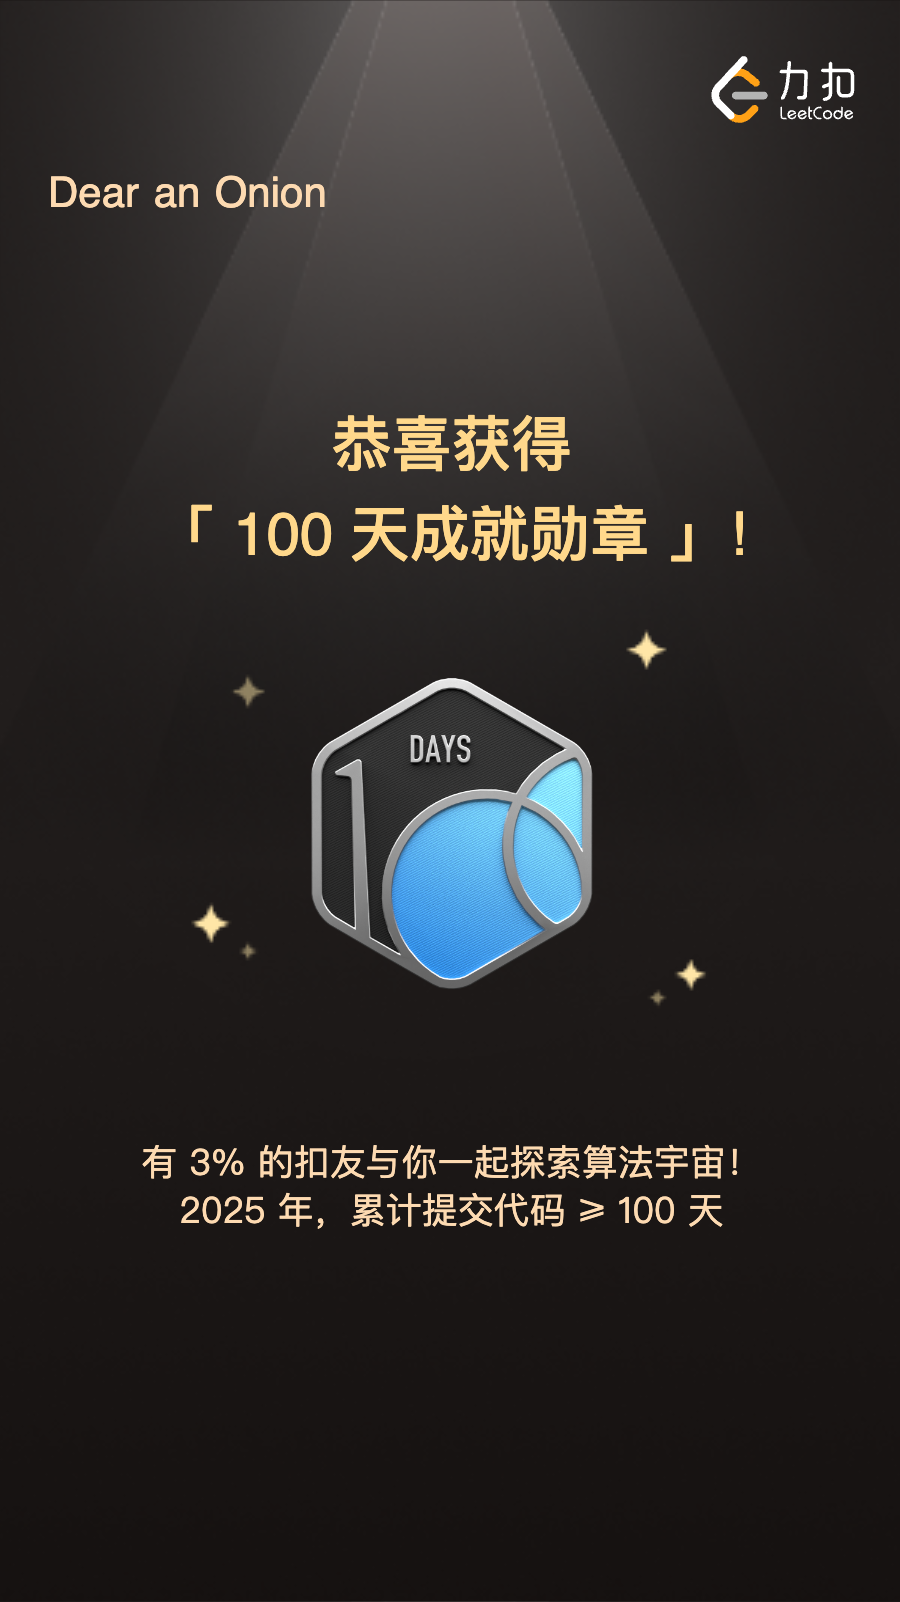 力扣
LeetCode
Dear an Onion
恭喜获得
「 100 天成就勋章 」!
DAYS
100
有 3% 的扣友与你一起探索算法宇宙!
2025 年，累计提交代码 ⩾ 100 天